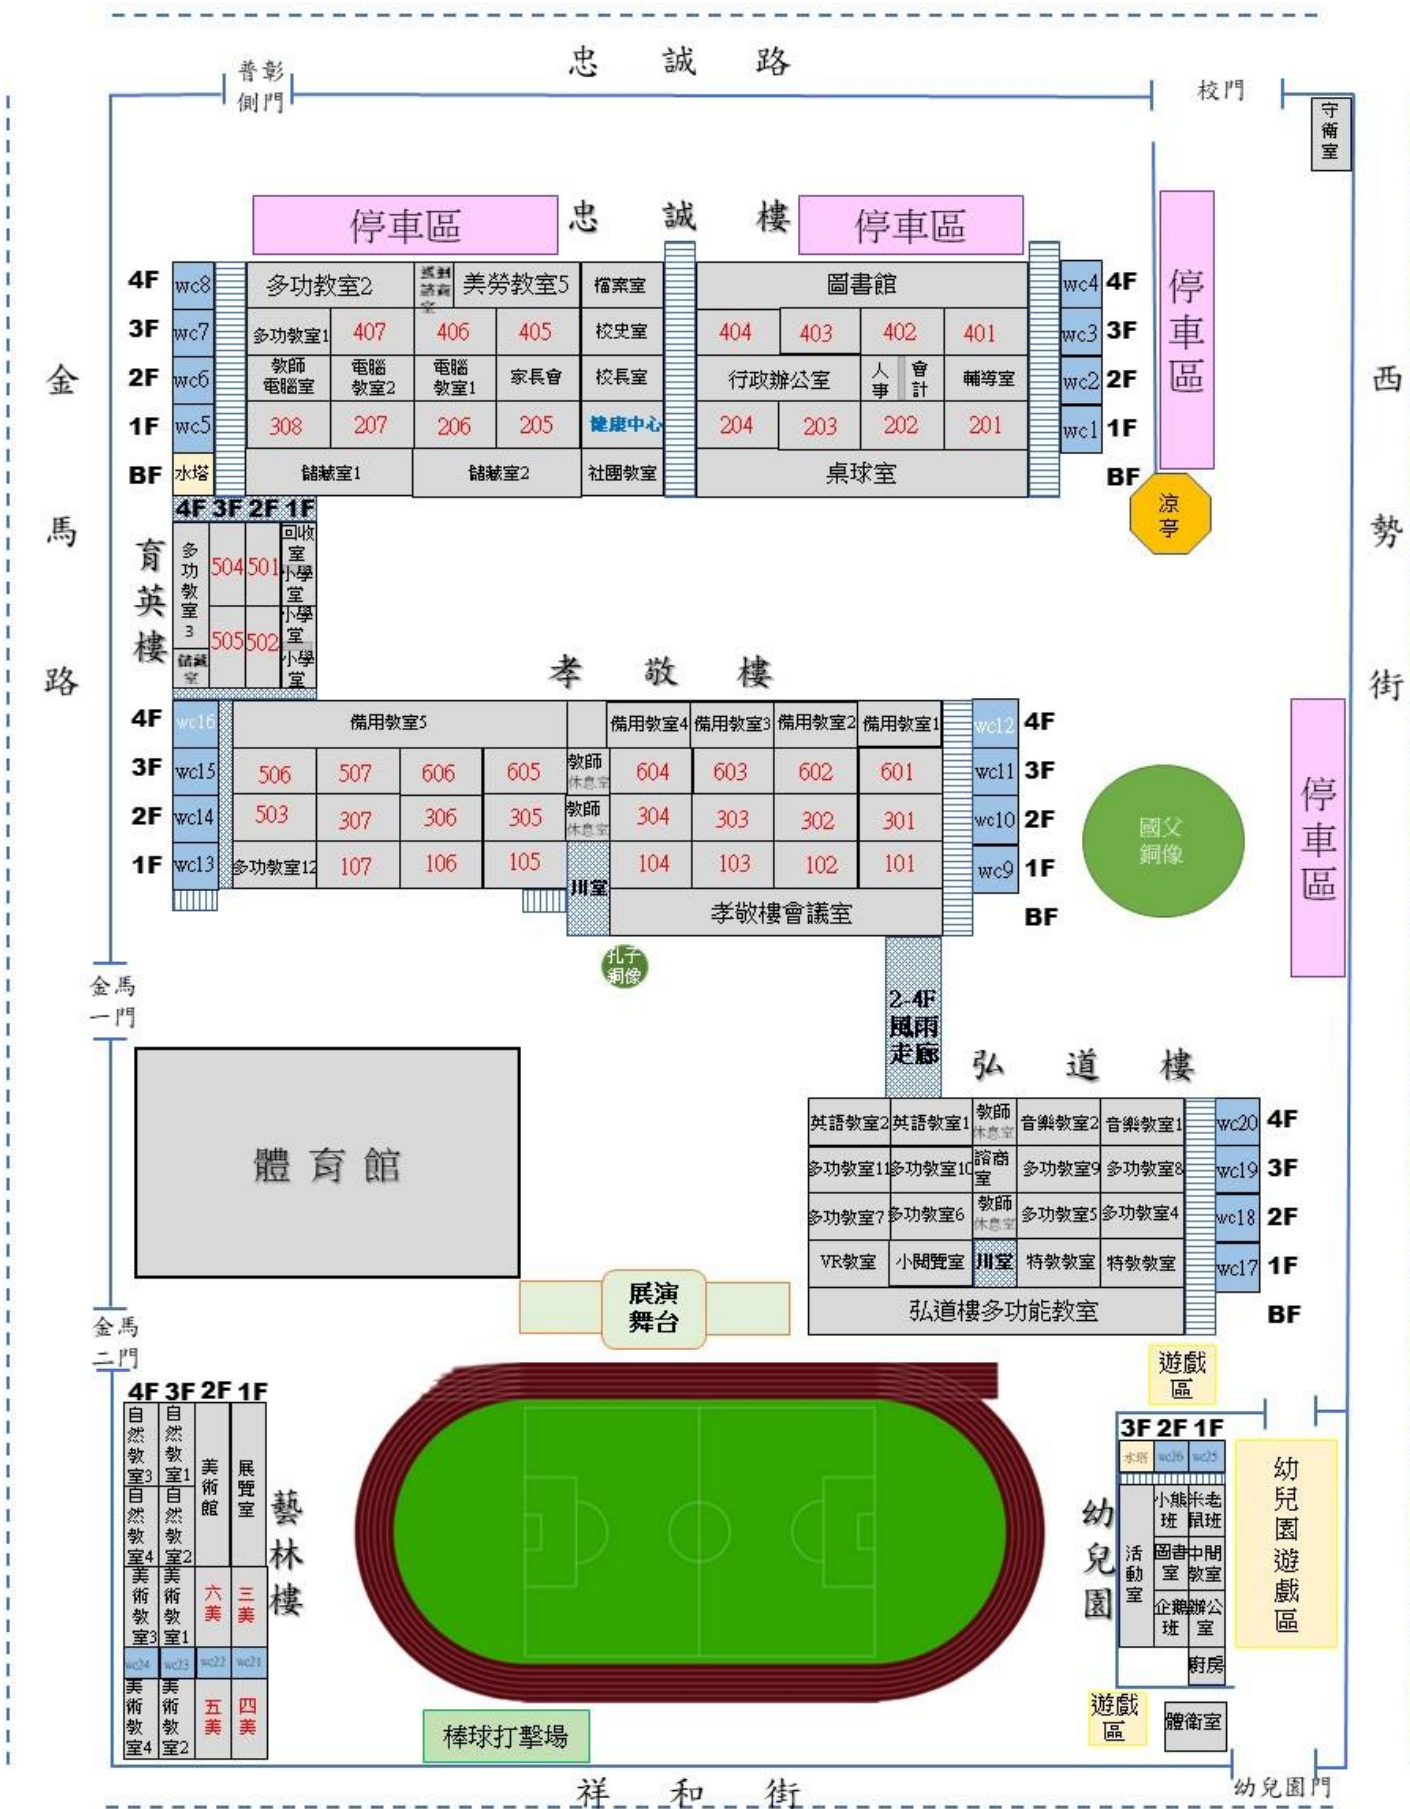 忠誠路
普彰
側門
校門
守衛室
停車區
忠誠樓
停車區
停車區
4F wc8 多功教室2 美勞教室5 檔案室 圖書館 wc4 4F
3F wc7 多功教室1 407 406 405 校史室 404 403 402 401 wc3 3F
2F wc6 教師電腦室 電腦教室2 電腦教室1 家長會 校長室 行政辦公室 人事 會計 輔導室 wc2 2F
1F wc5 308 207 206 205 健康中心 204 203 202 201 wc1 1F
BF 水塔 儲藏室1 儲藏室2 社團教室 桌球室 BF
涼亭
金馬路
西勢街
4F 3F 2F 1F
育英樓
多功教室3
儲藏室
504 501
505 502
回收室
小學堂
小學堂
小學堂
孝敬樓
4F wc16 備用教室5 備用教室4 備用教室3 備用教室2 備用教室1 wc12 4F
3F wc15 506 507 606 605 教師休息室 604 603 602 601 wc11 3F
2F wc14 503 307 306 305 教師休息室 304 303 302 301 wc10 2F
1F wc13 多功教室12 107 106 105 川堂 104 103 102 101 wc9 1F
孝敬樓會議室 BF
國父
銅像
停車區
孔子
銅像
金馬
一門
2-4F
風雨
走廊
弘道樓
體育館
英語教室2 英語教室1 教師休息室 音樂教室2 音樂教室1 wc20 4F
多功教室11 多功教室10 諮商室 多功教室9 多功教室8 wc19 3F
多功教室7 多功教室6 教師休息室 多功教室5 多功教室4 wc18 2F
VR教室 小閱覽室 川堂 特教教室 特教教室 wc17 1F
弘道樓多功能教室 BF
展演
舞台
金馬
二門
遊戲
區
4F 3F 2F 1F
自然教室3
自然教室1
美術館
展覽室
自然教室4
自然教室2
美術教室3
美術教室1
六美
三美
wc24 wc23 wc22 wc21
美術教室4
美術教室2
五美
四美
藝林樓
3F 2F 1F
水塔 wc26 wc25
幼兒園
活動室
小熊班
米老鼠班
圖書室
中間教室
企鵝班
辦公室
廚房
幼兒園遊戲區
遊戲
區
體衛室
棒球打擊場
祥和街
幼兒園門